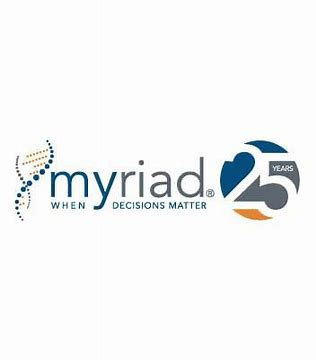 myriad®
WHEN DECISIONS MATTER
25
YEARS